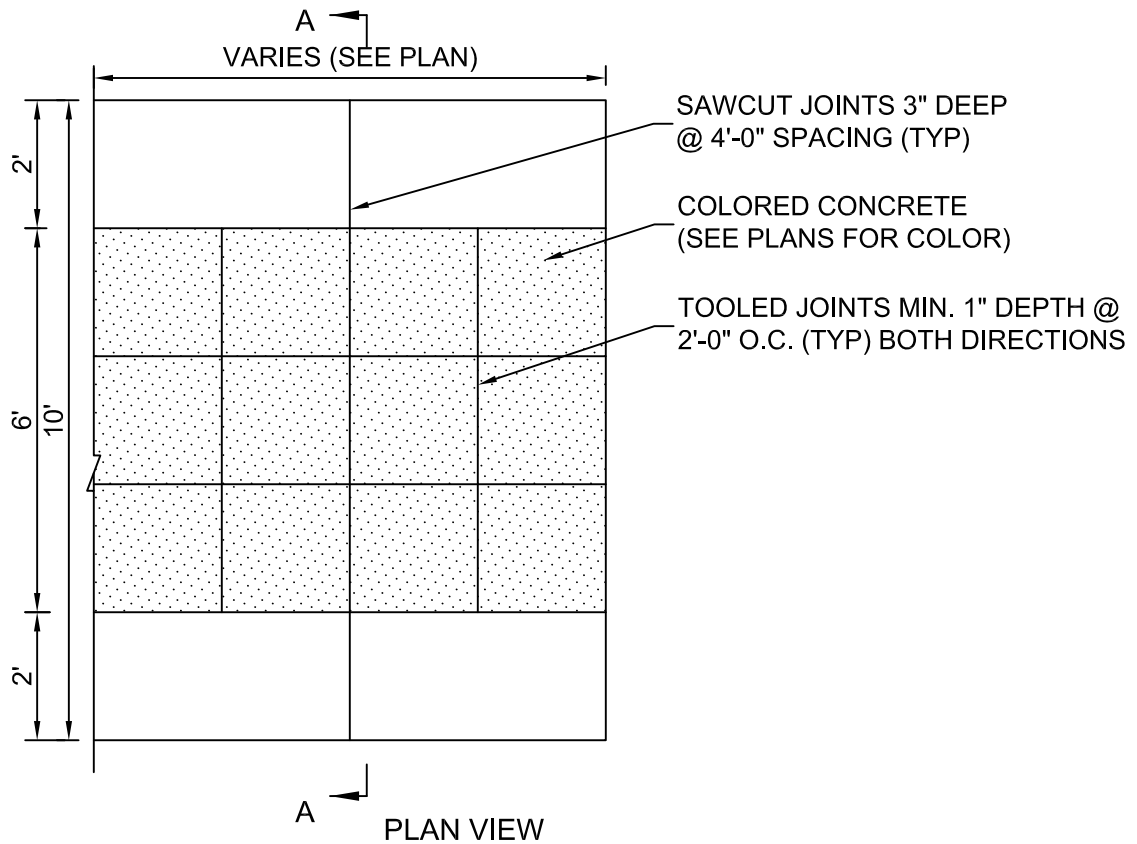 A
VARIES (SEE PLAN)
SAWCUT JOINTS 3" DEEP
@ 4'-0" SPACING (TYP)
COLORED CONCRETE
(SEE PLANS FOR COLOR)
TOOLED JOINTS MIN. 1" DEPTH @
2'-0" O.C. (TYP) BOTH DIRECTIONS
2'
6'
10'
2'
A
PLAN VIEW